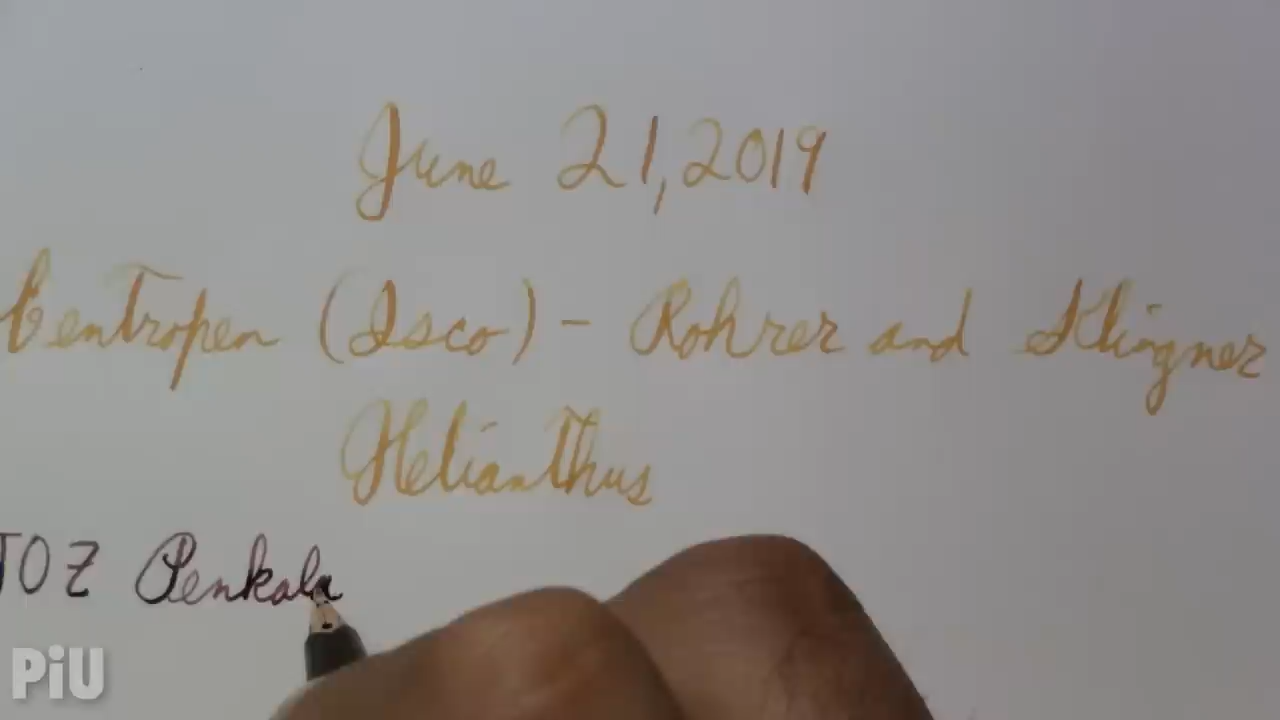 June 21, 2019
Centropen (Isco) - Rohrer and Klingner
Helianthus
TOZ Penkala
PiU